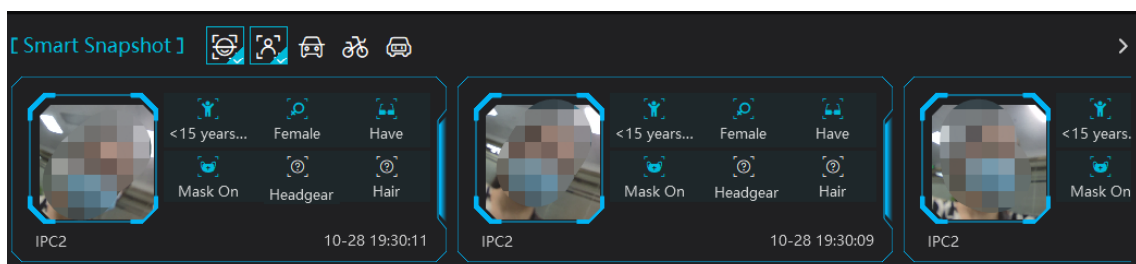 [ Smart Snapshot ]
<15 years... Female Have
Mask On Headgear Hair
IPC2 10-28 19:30:11
<15 years... Female Have
Mask On Headgear Hair
IPC2 10-28 19:30:09
<15 years.
Mask On
IPC2